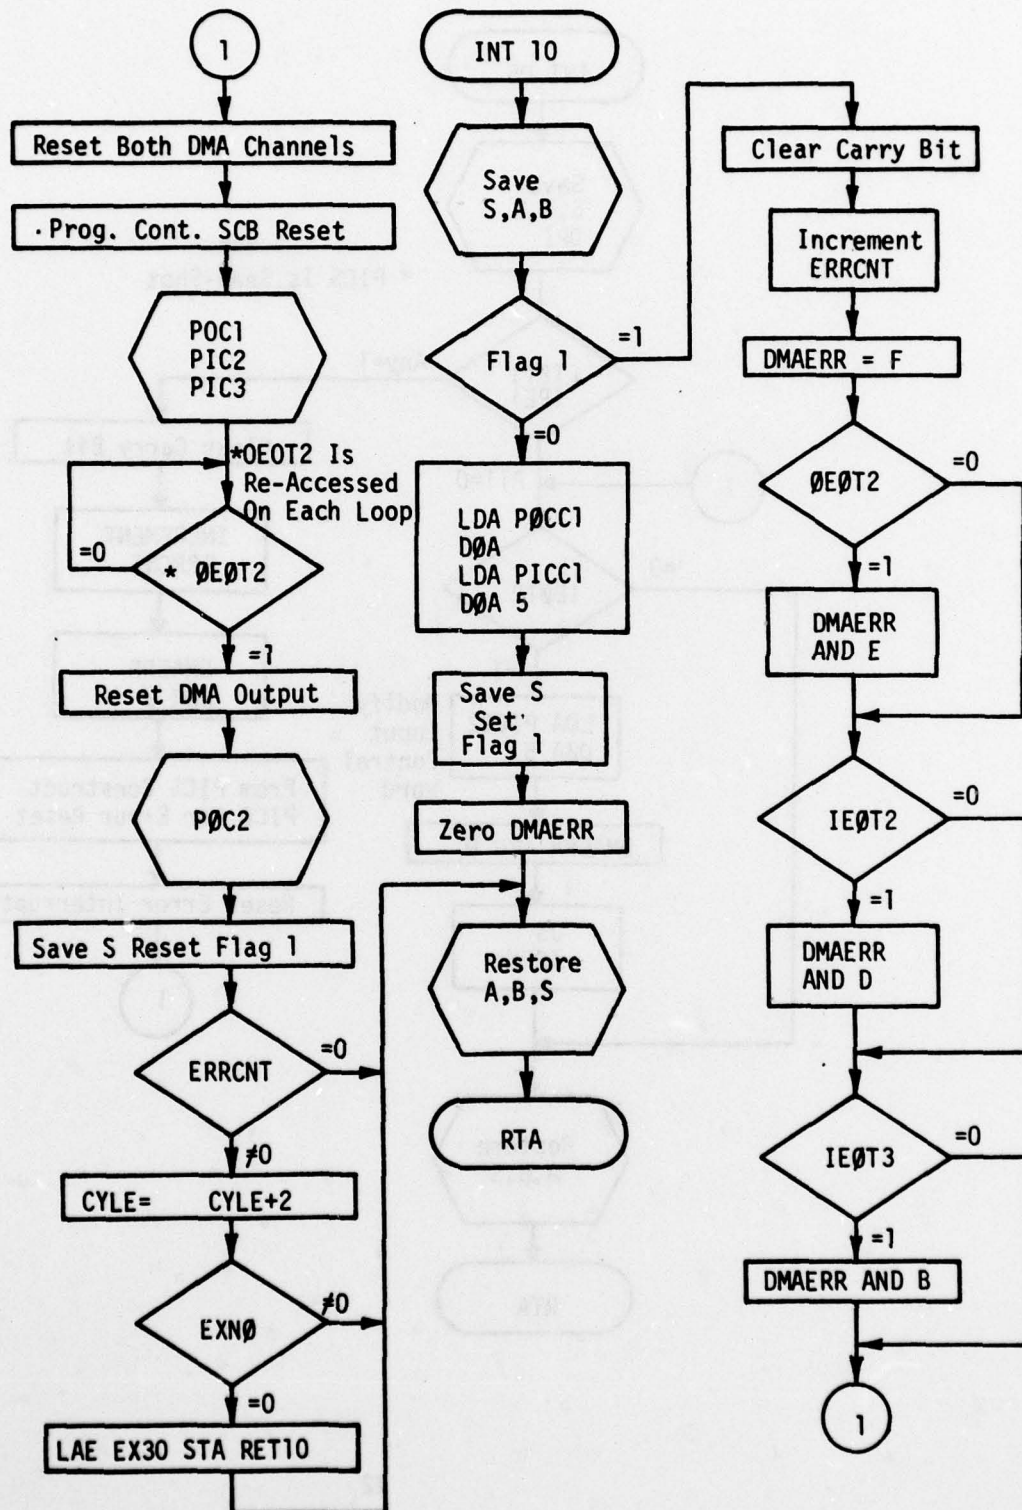 1
Reset Both DMA Channels
Prog. Cont. SCB Reset
POC1
PIC2
PIC3
*OEOT2 Is
Re-Accessed
On Each Loop
=0
* ØEØT2
=1
Reset DMA Output
PØC2
Save S Reset Flag 1
ERRCNT
=0
≠0
CYLE= CYLE+2
EXNØ
≠0
=0
LAE EX30 STA RET10
INT 10
Save
S,A,B
Flag 1
=1
=0
LDA PØCC1
DØA
LDA PICC1
DØA 5
Save S
Set
Flag 1
Zero DMAERR
Restore
A,B,S
RTA
Clear Carry Bit
Increment
ERRCNT
DMAERR = F
ØEØT2
=0
=1
DMAERR
AND E
IEØT2
=0
=1
DMAERR
AND D
IEØT3
=0
=1
DMAERR AND B
1